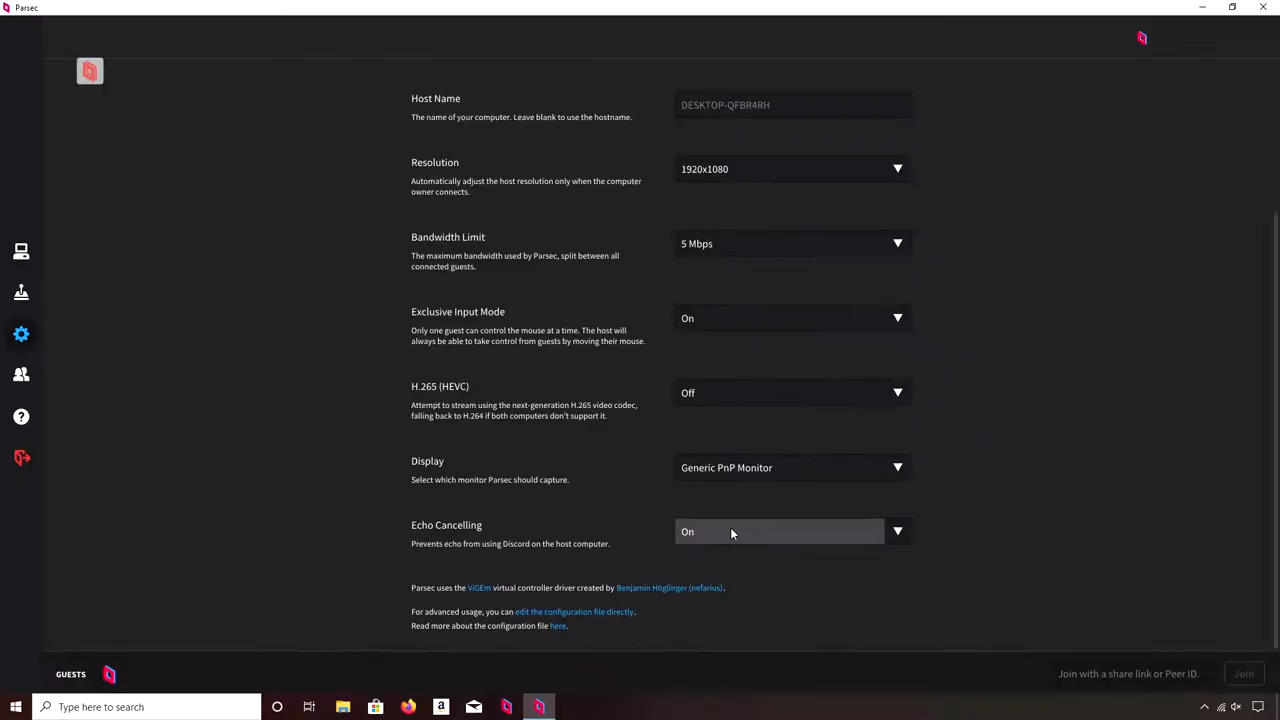 Parsec
Host Name
DESKTOP-QFBR4RH
The name of your computer. Leave blank to use the hostname.
Resolution
1920x1080
Automatically adjust the host resolution only when the computer
owner connects.
Bandwidth Limit
5 Mbps
The maximum bandwidth used by Parsec, split between all
connected guests.
Exclusive Input Mode
On
Only one guest can control the mouse at a time. The host will
always be able to take control from guests by moving their mouse.
H.265 (HEVC)
Off
Attempt to stream using the next-generation H.265 video codec,
falling back to H.264 if both computers don't support it.
Display
Generic PnP Monitor
Select which monitor Parsec should capture.
Echo Cancelling
On
Prevents echo from using Discord on the host computer.
Parsec uses the ViGEm virtual controller driver created by Benjamin Höglinger (nefarius).
For advanced usage, you can edit the configuration file directly.
Read more about the configuration file here.
GUESTS
Join with a share link or Peer ID.
Join
Type here to search